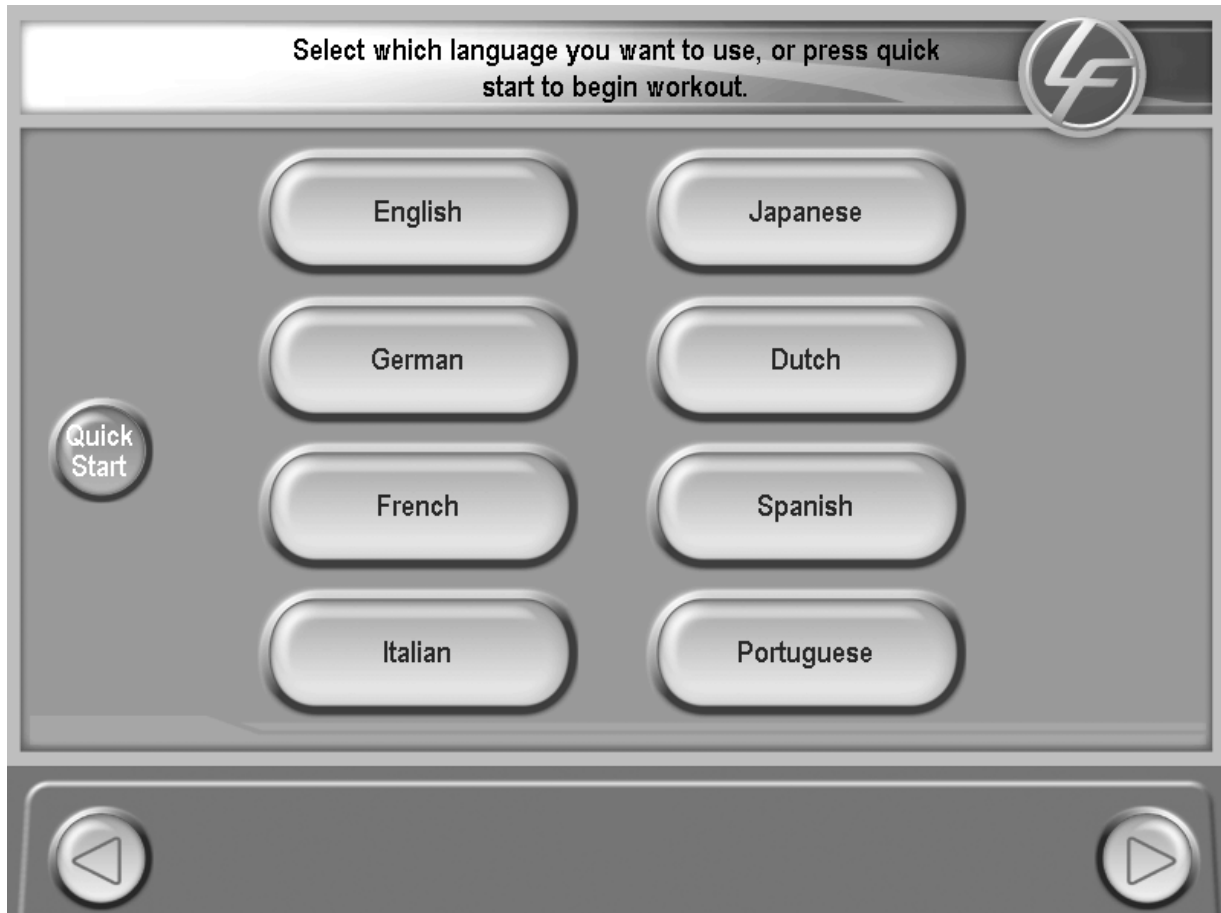 Select which language you want to use, or press quick
start to begin workout.
LF
English
Japanese
German
Dutch
Quick
Start
French
Spanish
Italian
Portuguese